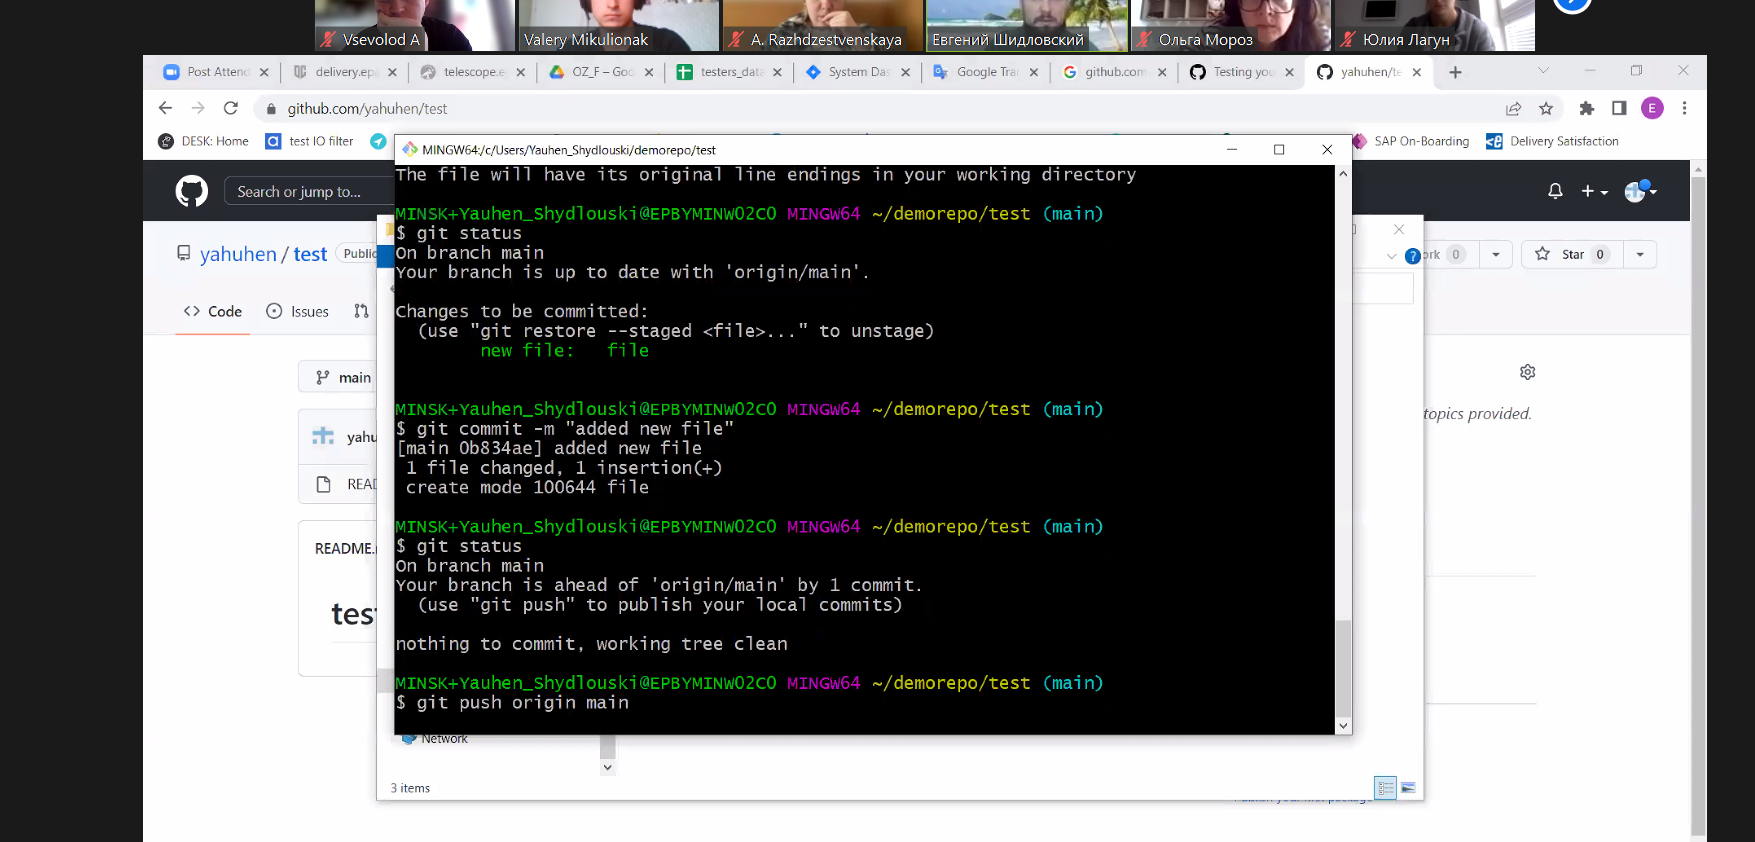 Vsevolod A
Valery Mikulionak
A. Razhdzestvenskaya
Евгений Шидловский
Ольга Мороз
Юлия Лагун
Post Attend
delivery.epa
telescope.e
OZ_F – Goo
testers_data
System Das
Google Tra
github.com
Testing you
yahuhen/te
github.com/yahuhen/test
E
DESK: Home
test IO filter
SAP On-Boarding
Delivery Satisfaction
MINGW64:/c/Users/Yauhen_Shydlouski/demorepo/test
Search or jump to...
yahuhen / test
Public
ork 0
Star 0
Code
Issues
main
yahu
READ
README.
test
topics provided.
The file will have its original line endings in your working directory
MINSK+Yauhen_Shydlouski@EPBYMINW02C0 MINGW64 ~/demorepo/test (main)
$ git status
On branch main
Your branch is up to date with 'origin/main'.
Changes to be committed:
(use "git restore --staged <file>..." to unstage)
new file:   file
MINSK+Yauhen_Shydlouski@EPBYMINW02C0 MINGW64 ~/demorepo/test (main)
$ git commit -m "added new file"
[main 0b834ae] added new file
1 file changed, 1 insertion(+)
create mode 100644 file
MINSK+Yauhen_Shydlouski@EPBYMINW02C0 MINGW64 ~/demorepo/test (main)
$ git status
On branch main
Your branch is ahead of 'origin/main' by 1 commit.
(use "git push" to publish your local commits)
nothing to commit, working tree clean
MINSK+Yauhen_Shydlouski@EPBYMINW02C0 MINGW64 ~/demorepo/test (main)
$ git push origin main
Network
3 items